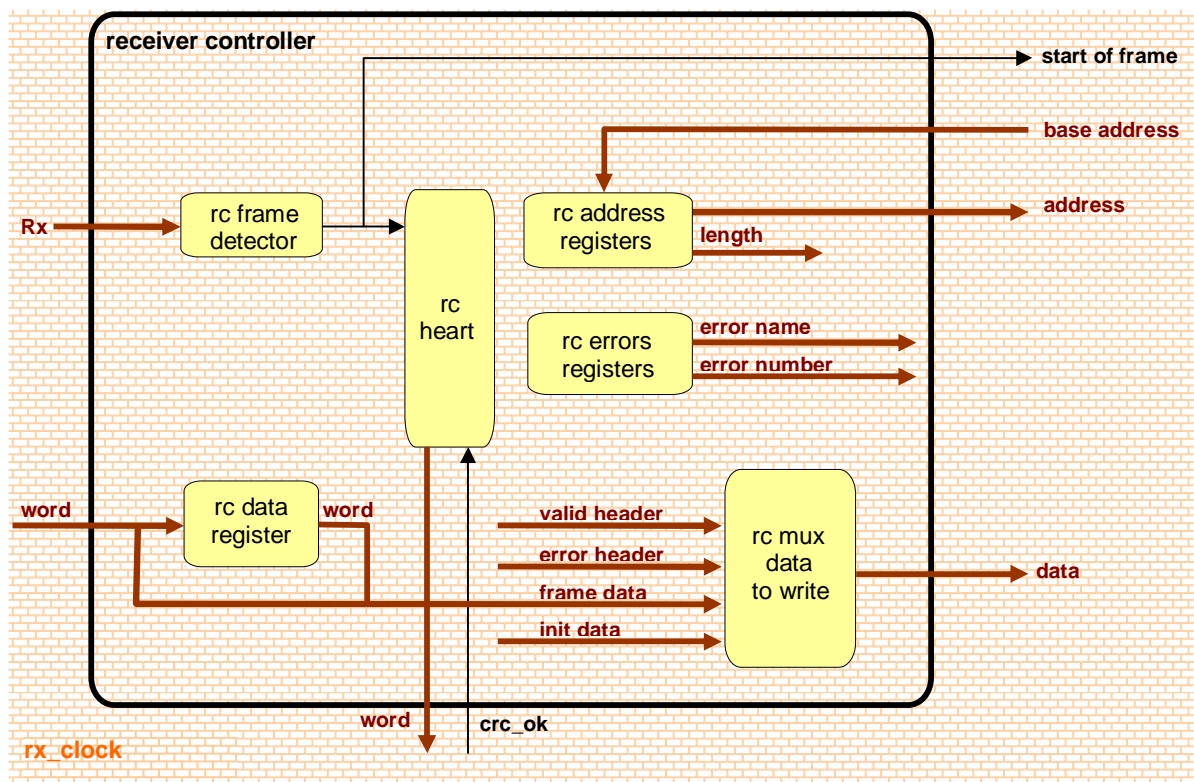 receiver controller
start of frame
base address
Rx
rc frame
detector
rc address
registers
address
length
rc
heart
rc errors
registers
error name
error number
word
rc data
register
word
valid header
error header
frame data
init data
rc mux
data
to write
data
word
crc_ok
rx_clock